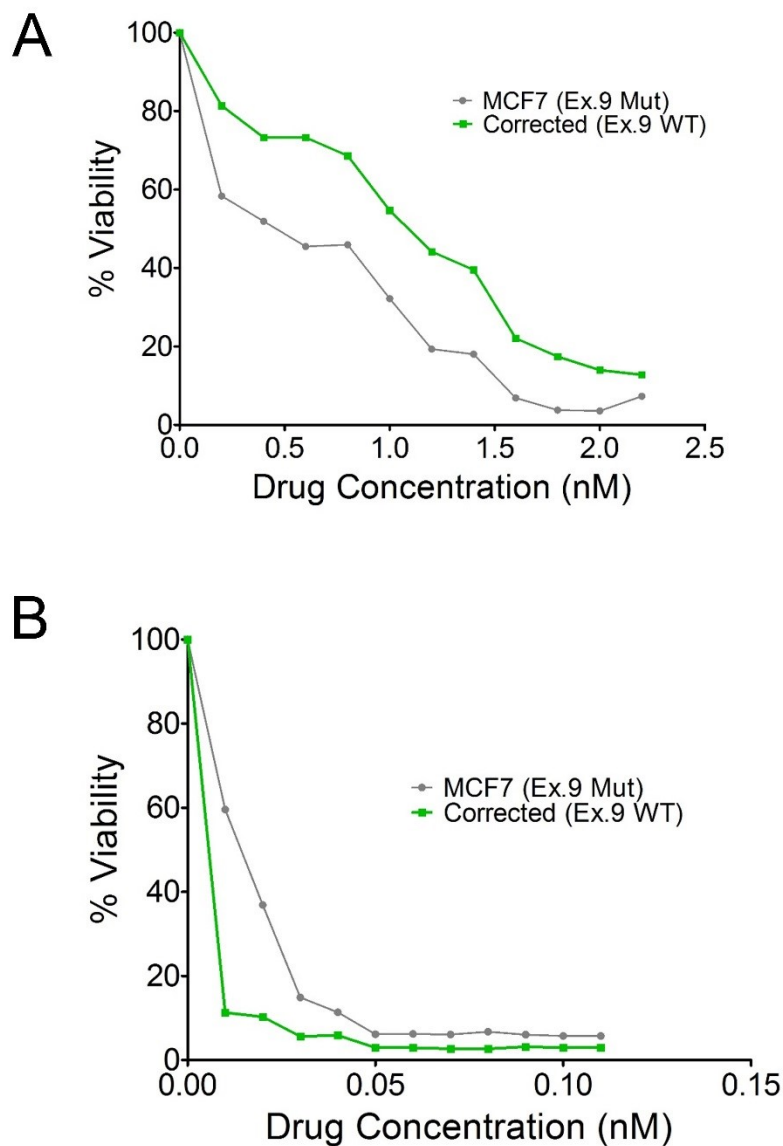 A
100
80
60
40
20
0
% Viability
MCF7 (Ex.9 Mut)
Corrected (Ex.9 WT)
0.0 0.5 1.0 1.5 2.0 2.5
Drug Concentration (nM)
B
100
80
60
40
20
0
% Viability
MCF7 (Ex.9 Mut)
Corrected (Ex.9 WT)
0.00 0.05 0.10 0.15
Drug Concentration (nM)